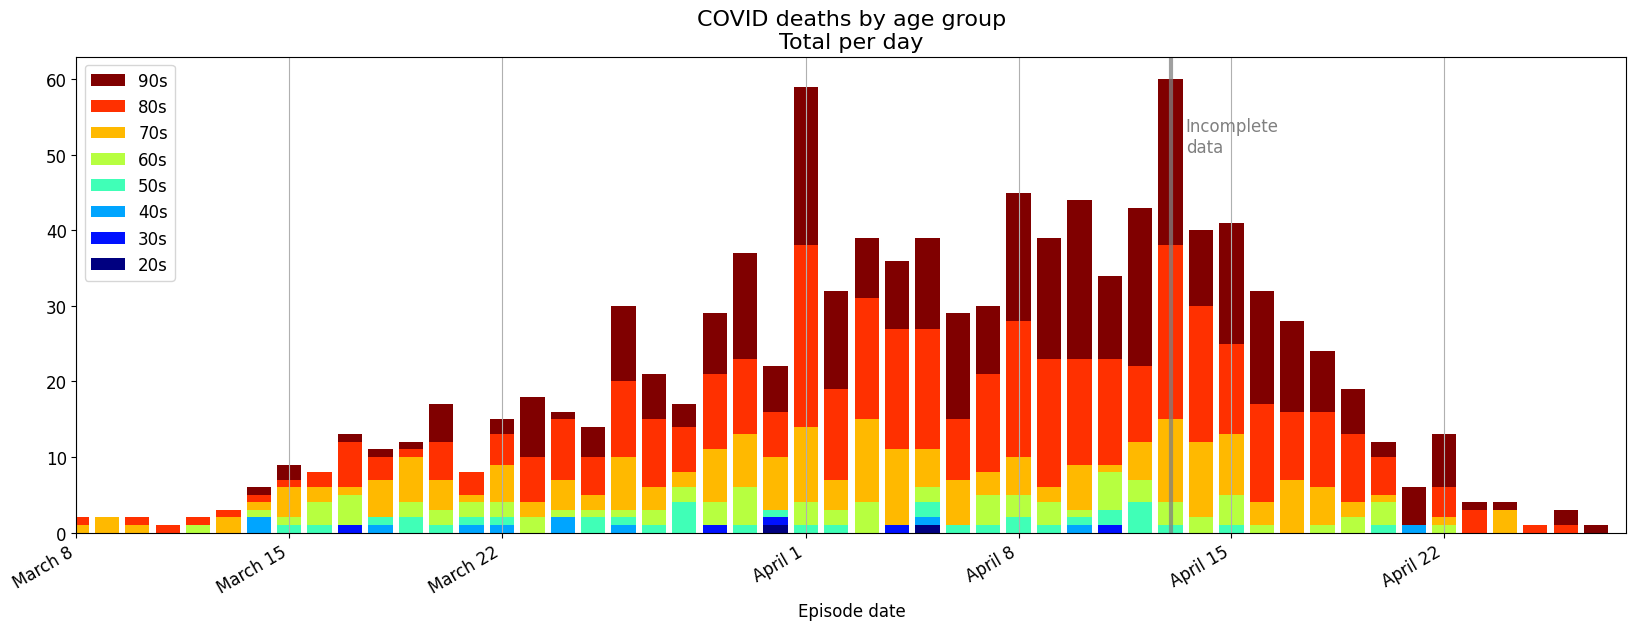 COVID deaths by age group
Total per day
60
50
40
30
20
10
0
90s
80s
70s
60s
50s
40s
30s
20s
Incomplete
data
March 8
March 15
March 22
April 1
April 8
April 15
April 22
Episode date